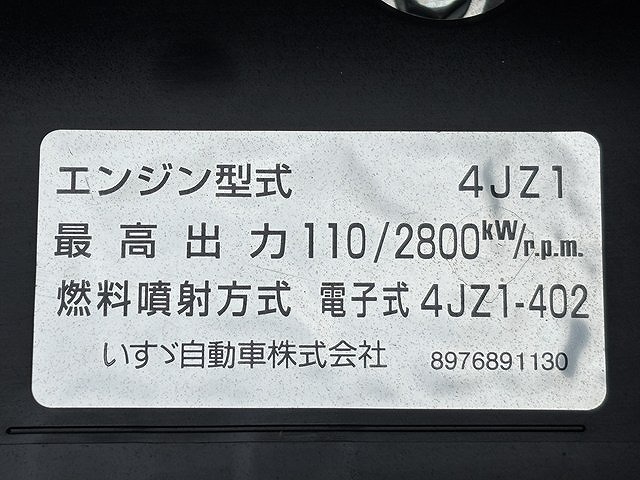 エンジン型式 4JZ1
最高出力 110/2800kW/r.p.m.
燃料噴射方式 電子式 4JZ1-402
いすゞ自動車株式会社 8976891130